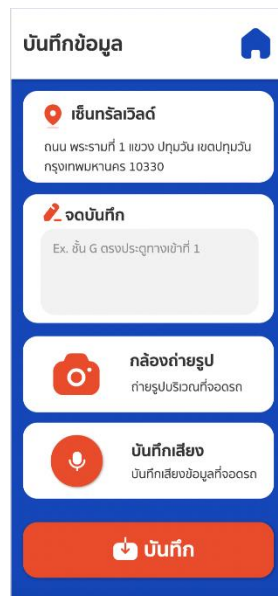 บันทึกข้อมูล
เซ็นทรัลเวิลด์
ถนน พระรามที่ 1 แขวง ปทุมวัน เขตปทุมวัน
กรุงเทพมหานคร 10330
จดบันทึก
Ex. ชั้น G ตรงประตูทางเข้าที่ 1
กล้องถ่ายรูป
ถ่ายรูปบริเวณที่จอดรถ
บันทึกเสียง
บันทึกเสียงข้อมูลที่จอดรถ
บันทึก